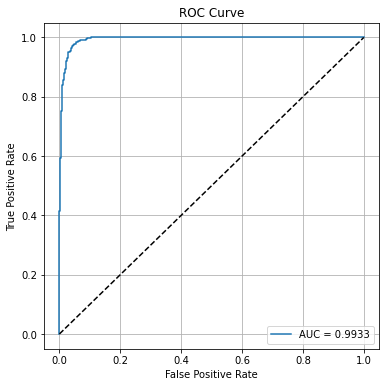 ROC Curve
True Positive Rate
1.0
0.8
0.6
0.4
0.2
0.0
AUC = 0.9933
0.0 0.2 0.4 0.6 0.8 1.0
False Positive Rate